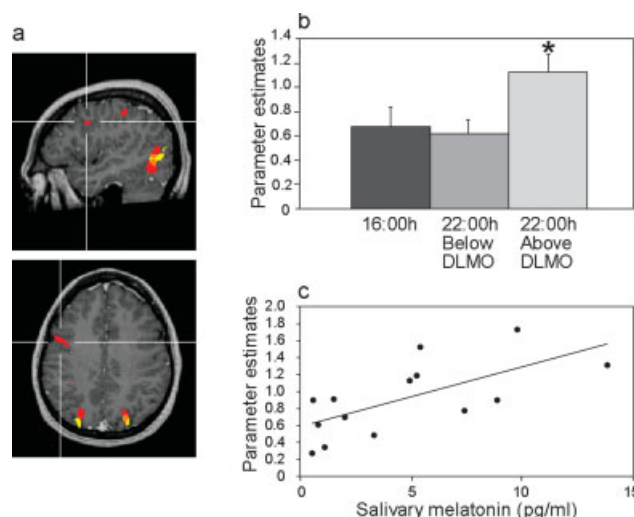 a
b
Parameter estimates
1.4
1.2
1.0
0.8
0.6
0.4
0.2
0
*
16:00h
22:00h
Below
DLMO
22:00h
Above
DLMO
c
Parameter estimates
2.0
1.8
1.6
1.4
1.2
1.0
0.8
0.6
0.4
0.2
0.0
0
5
10
15
Salivary melatonin (pg/ml)